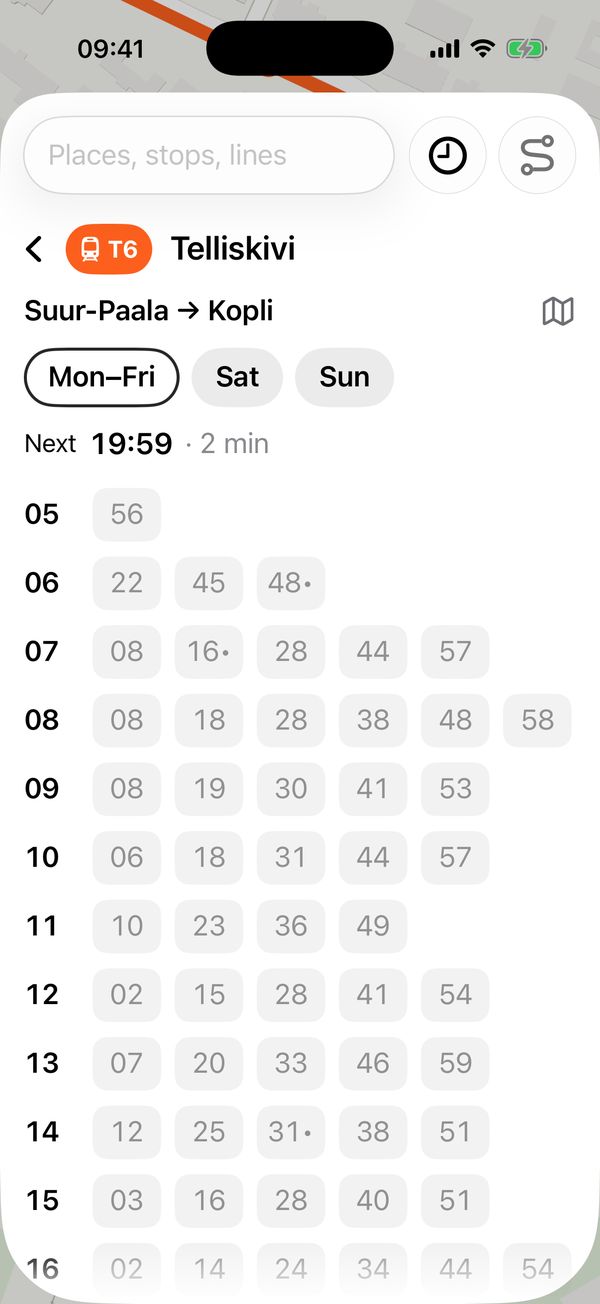 09:41
Places, stops, lines
T6 Telliskivi
Suur-Paala → Kopli
Mon–Fri Sat Sun
Next 19:59 · 2 min
05 56
06 22 45 48•
07 08 16• 28 44 57
08 08 18 28 38 48 58
09 08 19 30 41 53
10 06 18 31 44 57
11 10 23 36 49
12 02 15 28 41 54
13 07 20 33 46 59
14 12 25 31• 38 51
15 03 16 28 40 51
16 02 14 24 34 44 54